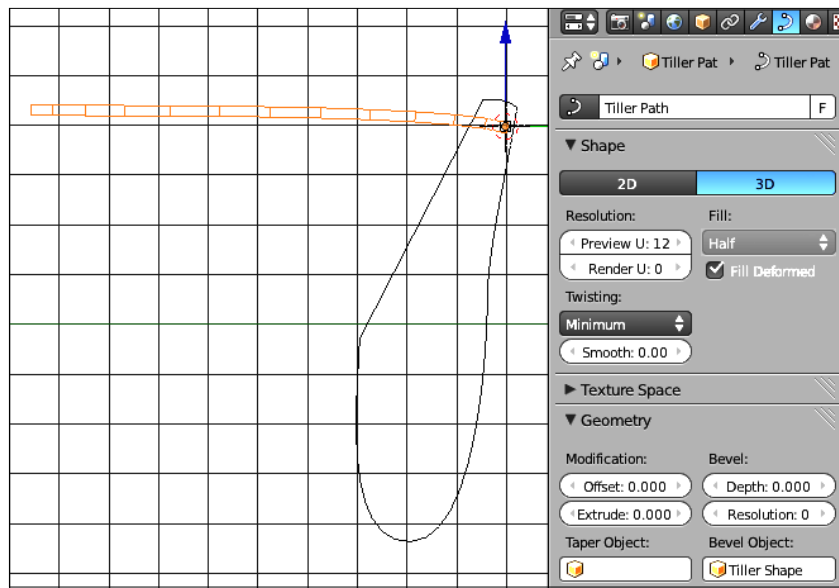 Tiller Pat Tiller Pat
Tiller Path F
Shape
2D 3D
Resolution: Fill:
Preview U: 12 Half
Render U: 0 Fill Deformed
Twisting:
Minimum
Smooth: 0.00
Texture Space
Geometry
Modification: Bevel:
Offset: 0.000 Depth: 0.000
Extrude: 0.000 Resolution: 0
Taper Object: Bevel Object:
Tiller Shape